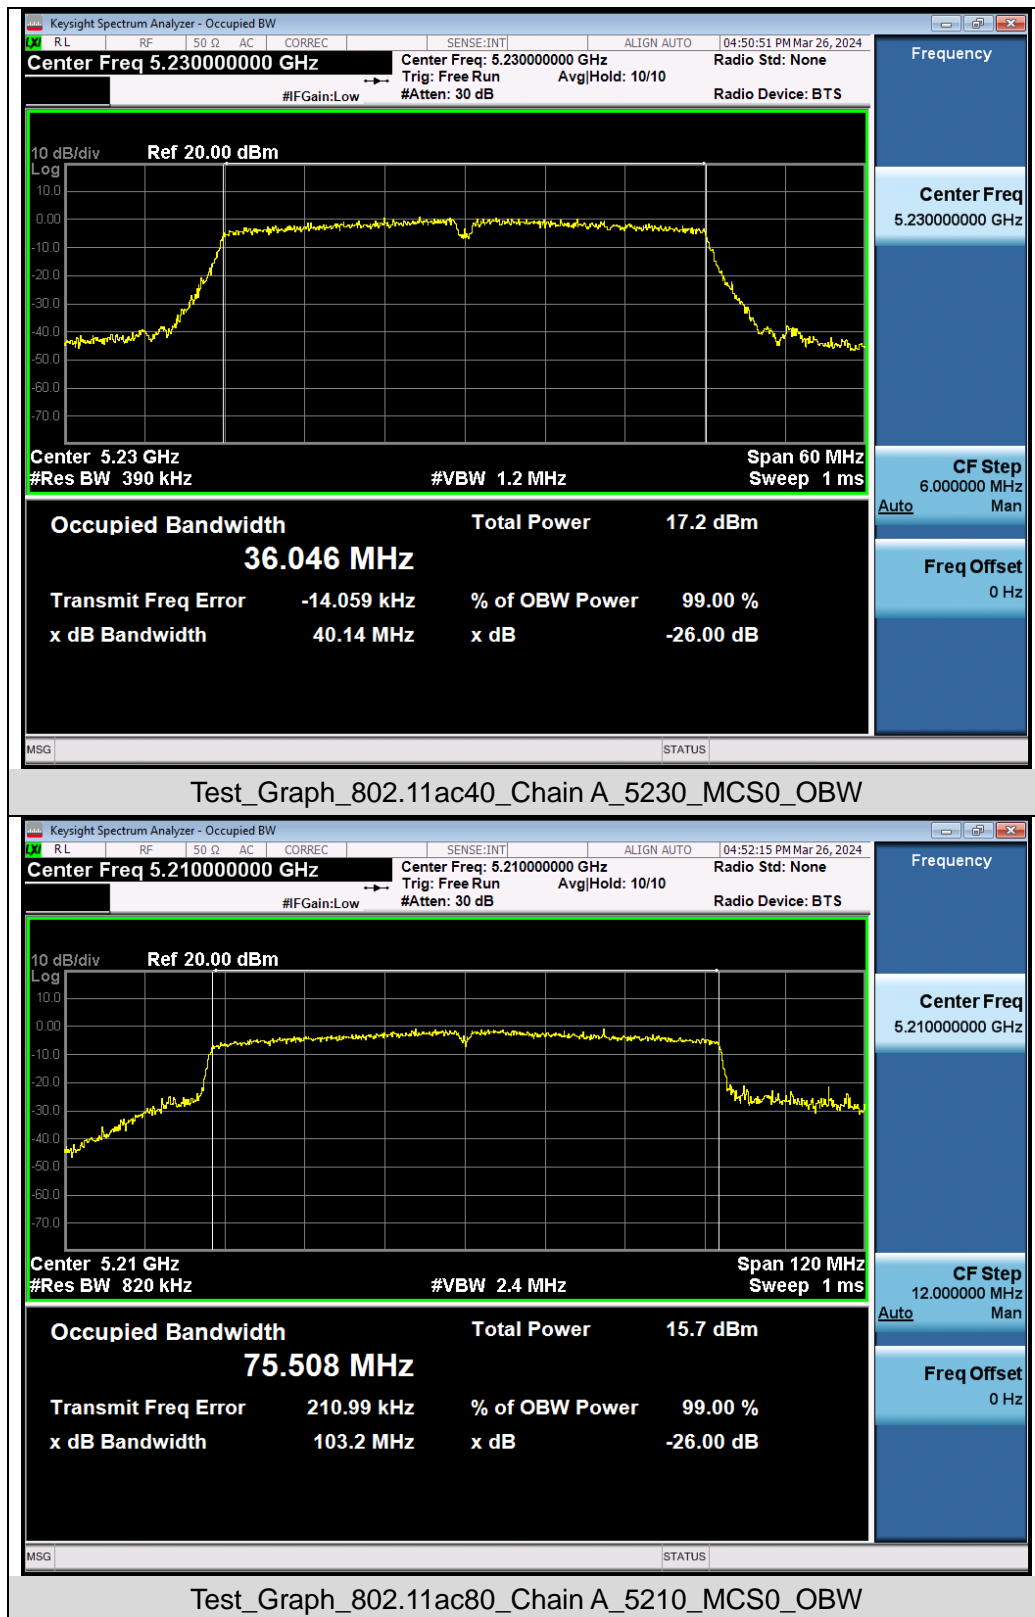 Keysight Spectrum Analyzer - Occupied BW
LXI RL RF 50 Ω AC CORREC SENSE:INT ALIGN AUTO 04:50:51 PM Mar 26, 2024
Center Freq 5.230000000 GHz
Center Freq: 5.230000000 GHz Radio Std: None
Trig: Free Run Avg|Hold: 10/10
#IFGain:Low #Atten: 30 dB Radio Device: BTS
10 dB/div Ref 20.00 dBm
Log
10.0
0.00
-10.0
-20.0
-30.0
-40.0
-50.0
-60.0
-70.0
Center 5.23 GHz Span 60 MHz
#Res BW 390 kHz #VBW 1.2 MHz Sweep 1 ms
Occupied Bandwidth Total Power 17.2 dBm
36.046 MHz
Transmit Freq Error -14.059 kHz % of OBW Power 99.00 %
x dB Bandwidth 40.14 MHz x dB -26.00 dB
MSG STATUS
Frequency
Center Freq
5.230000000 GHz
CF Step
6.000000 MHz
Auto Man
Freq Offset
0 Hz
Test_Graph_802.11ac40_Chain A_5230_MCS0_OBW
Keysight Spectrum Analyzer - Occupied BW
LXI RL RF 50 Ω AC CORREC SENSE:INT ALIGN AUTO 04:52:15 PM Mar 26, 2024
Center Freq 5.210000000 GHz
Center Freq: 5.210000000 GHz Radio Std: None
Trig: Free Run Avg|Hold: 10/10
#IFGain:Low #Atten: 30 dB Radio Device: BTS
10 dB/div Ref 20.00 dBm
Log
10.0
0.00
-10.0
-20.0
-30.0
-40.0
-50.0
-60.0
-70.0
Center 5.21 GHz Span 120 MHz
#Res BW 820 kHz #VBW 2.4 MHz Sweep 1 ms
Occupied Bandwidth Total Power 15.7 dBm
75.508 MHz
Transmit Freq Error 210.99 kHz % of OBW Power 99.00 %
x dB Bandwidth 103.2 MHz x dB -26.00 dB
MSG STATUS
Frequency
Center Freq
5.210000000 GHz
CF Step
12.000000 MHz
Auto Man
Freq Offset
0 Hz
Test_Graph_802.11ac80_Chain A_5210_MCS0_OBW